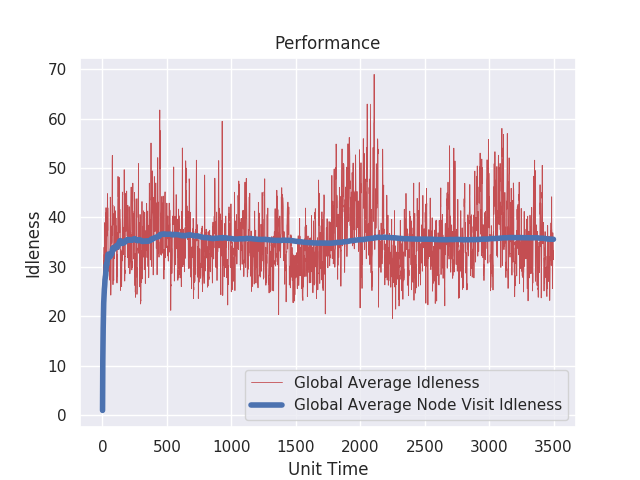 Performance
70
60
50
40
30
20
10
0
Idleness
Global Average Idleness
Global Average Node Visit Idleness
0 500 1000 1500 2000 2500 3000 3500
Unit Time